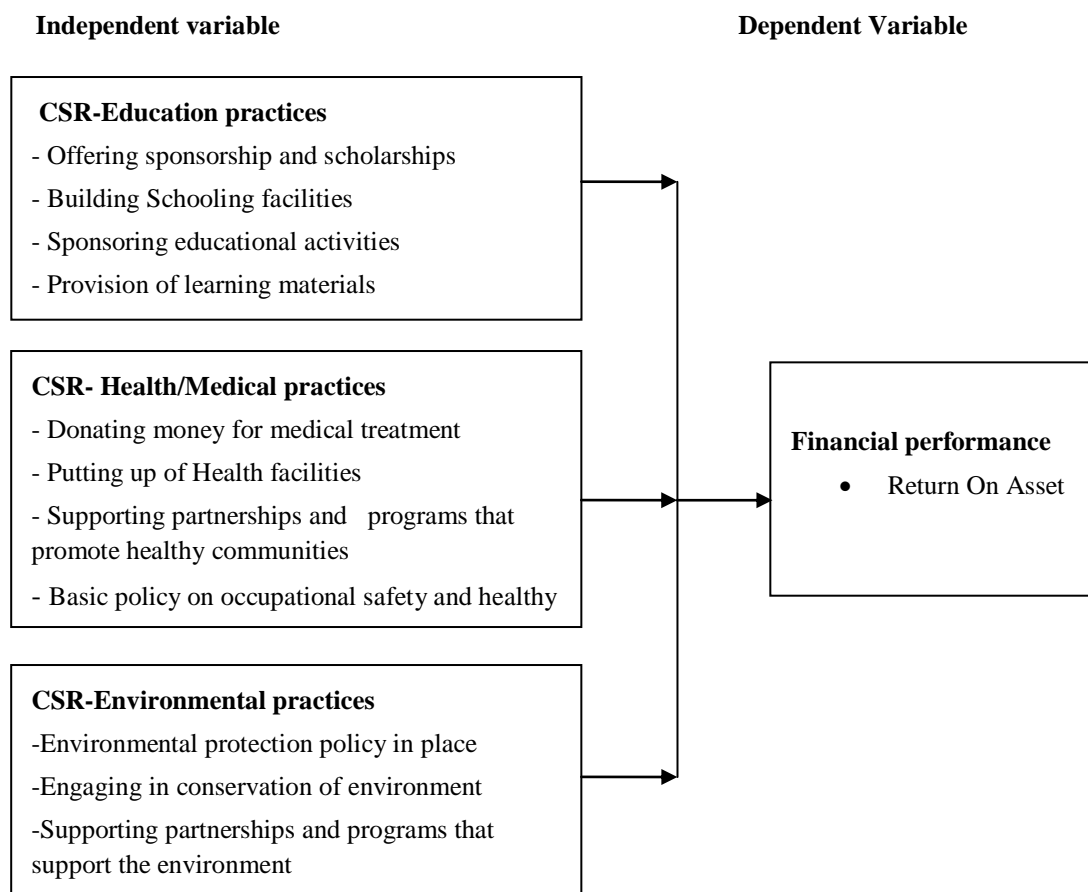 Independent variable
Dependent Variable
CSR-Education practices
- Offering sponsorship and scholarships
- Building Schooling facilities
- Sponsoring educational activities
- Provision of learning materials
CSR- Health/Medical practices
- Donating money for medical treatment
- Putting up of Health facilities
- Supporting partnerships and programs that
promote healthy communities
- Basic policy on occupational safety and healthy
CSR-Environmental practices
-Environmental protection policy in place
-Engaging in conservation of environment
-Supporting partnerships and programs that
support the environment
Financial performance
• Return On Asset